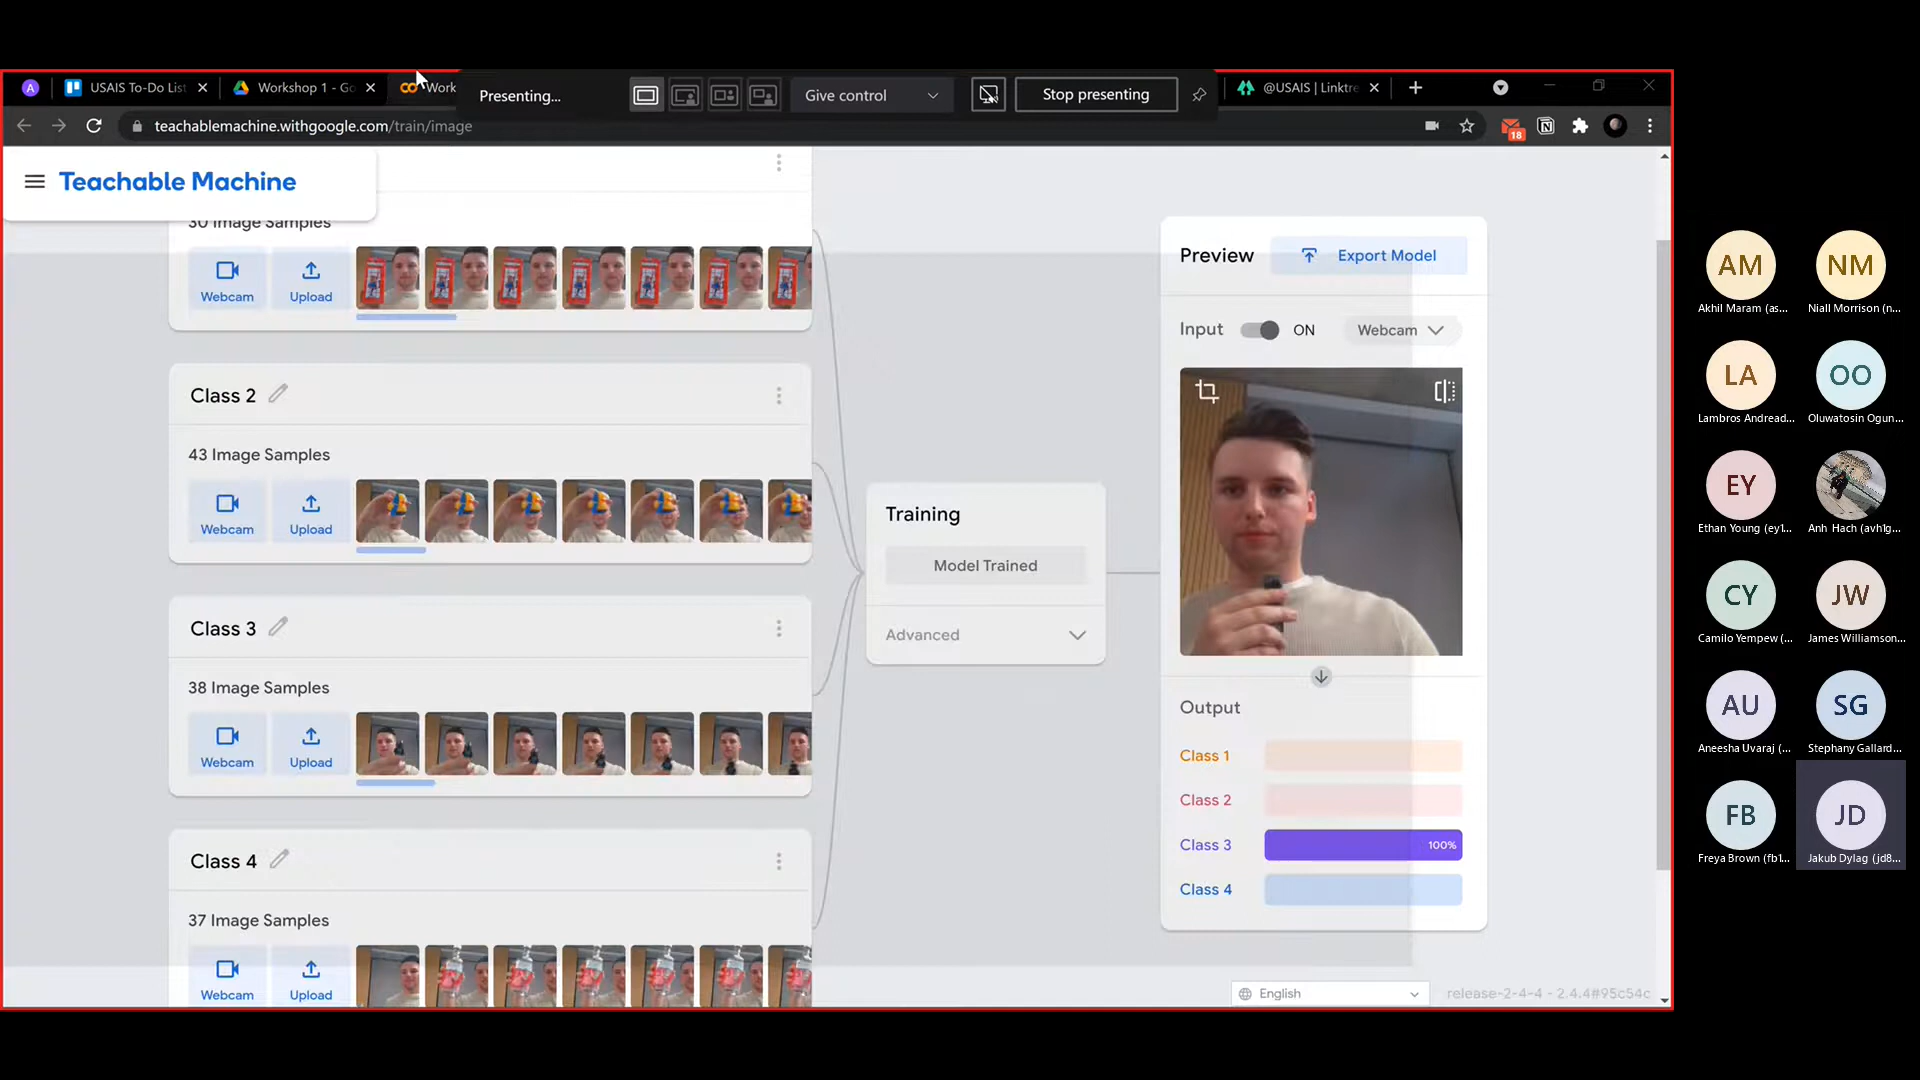 A
USAIS To-Do List
Workshop 1 - Go
Work
Presenting...
Give control
Stop presenting
@USAIS | Linktre
teachablemachine.withgoogle.com/train/image
18
Teachable Machine
30 Image Samples
Webcam
Upload
Class 2
43 Image Samples
Webcam
Upload
Class 3
38 Image Samples
Webcam
Upload
Class 4
37 Image Samples
Webcam
Upload
Training
Model Trained
Advanced
Preview
Export Model
Input
ON
Webcam
Output
Class 1
Class 2
Class 3
100%
Class 4
English
release-2-4-4 - 2.4.4#95c54c
AM
Akhil Maram (as...
NM
Niall Morrison (n...
LA
Lambros Andread...
OO
Oluwatosin Ogun...
EY
Ethan Young (ey1...
Anh Hach (avh1g...
CY
Camilo Yempew (...
JW
James Williamson...
AU
Aneesha Uvaraj (...
SG
Stephany Gallard...
FB
Freya Brown (fb1...
JD
Jakub Dylag (jd8...